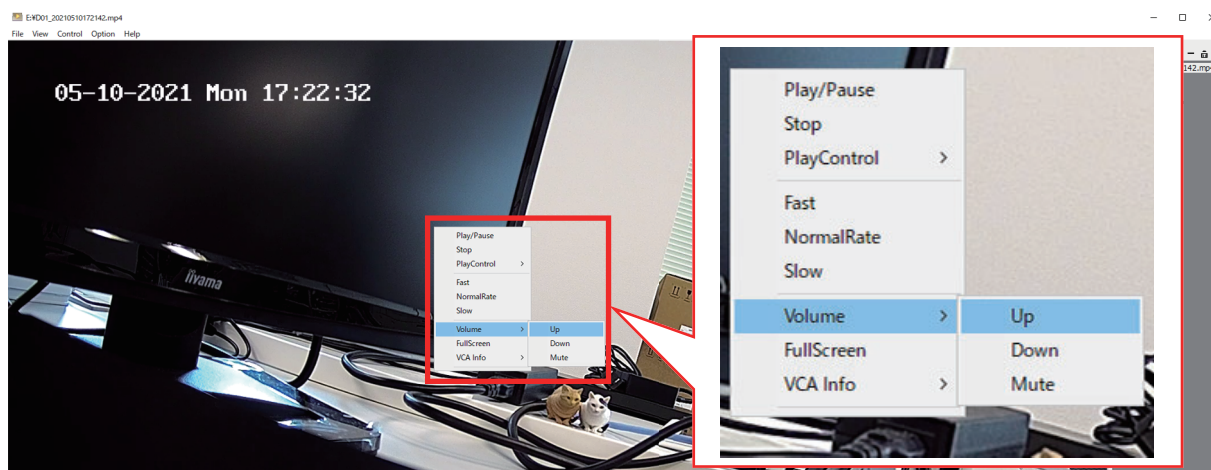 E:¥D01_20210510172142.mp4
File View Control Option Help
142.mp4
05-10-2021 Mon 17:22:32
iiyama
Play/Pause
Stop
PlayControl >
Fast
NormalRate
Slow
Volume > Up
FullScreen Down
VCA Info > Mute
Play/Pause
Stop
PlayControl >
Fast
NormalRate
Slow
Volume > Up
FullScreen Down
VCA Info > Mute